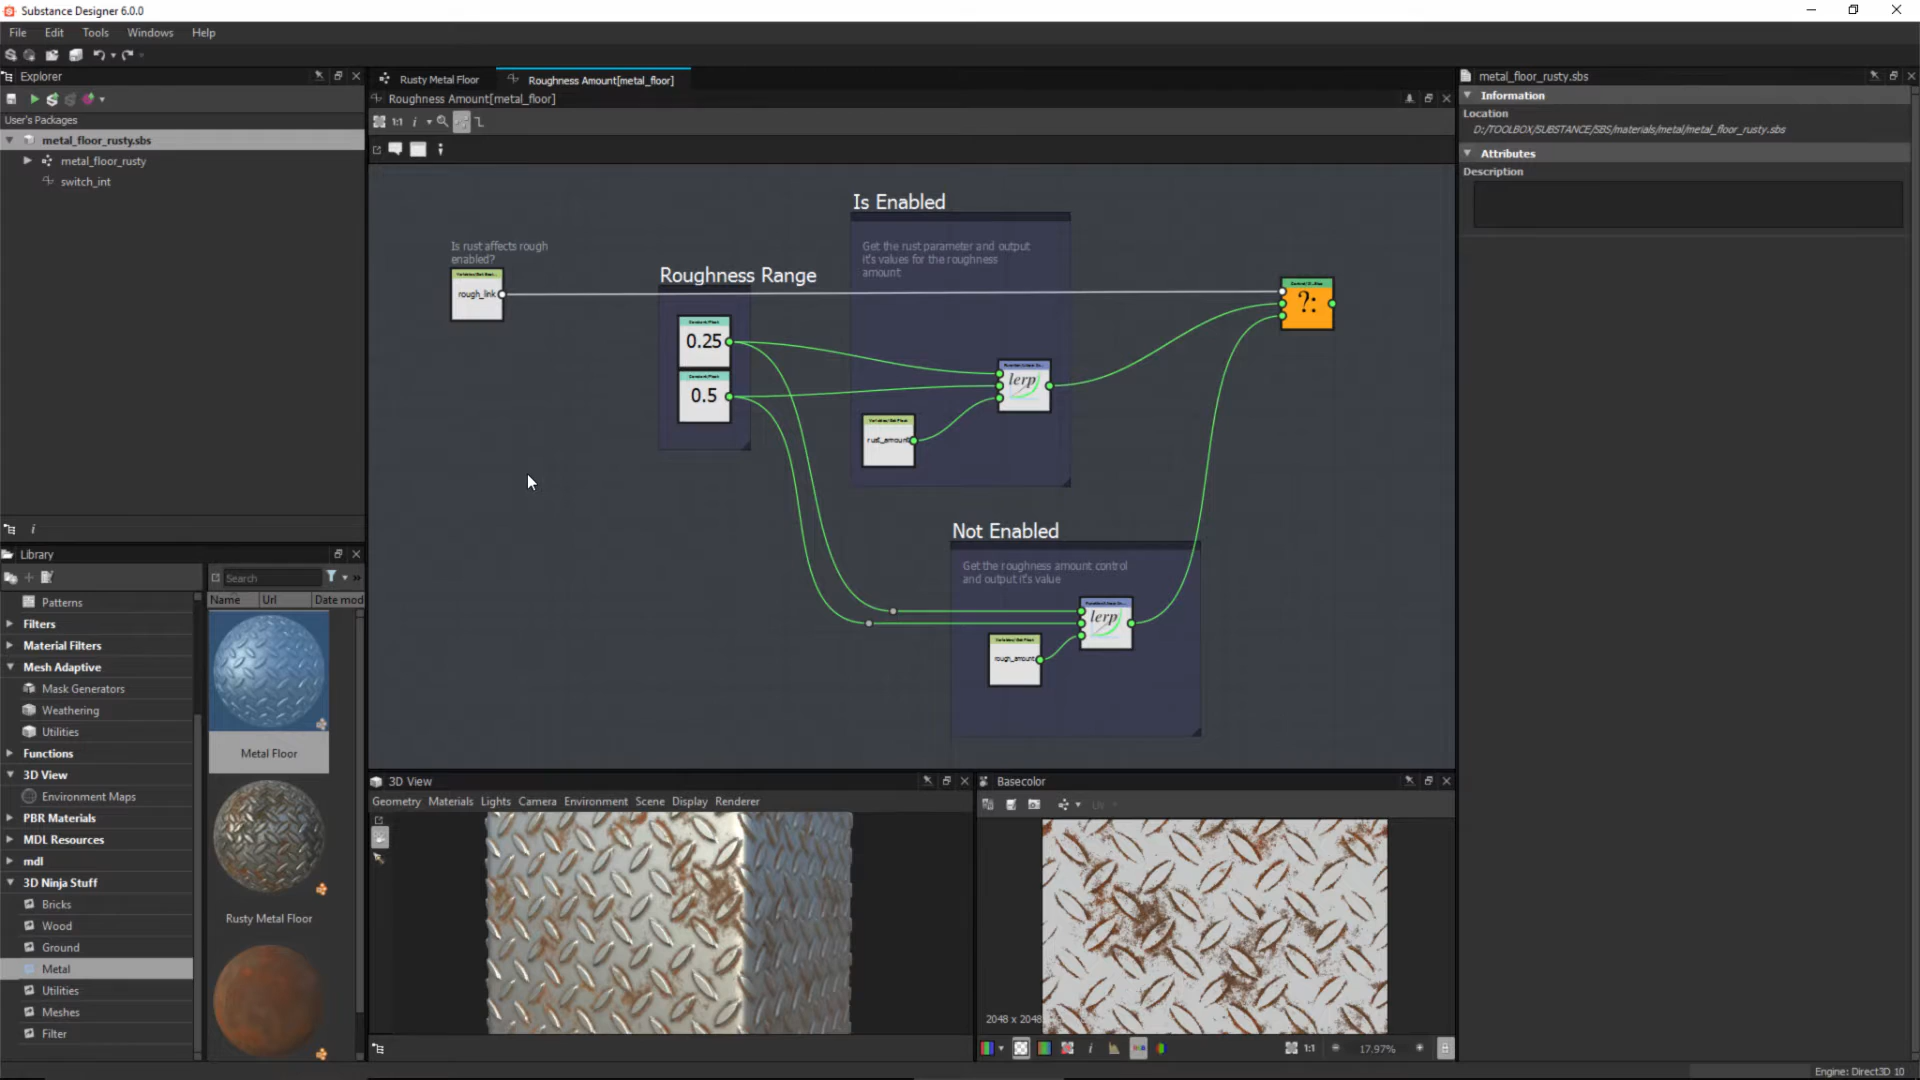 Substance Designer 6.0.0
File Edit Tools Windows Help
Explorer
User's Packages
metal_floor_rusty.sbs
metal_floor_rusty
switch_int
Library
Search
Name Url Date mod
Patterns
Filters
Material Filters
Mesh Adaptive
Mask Generators
Weathering
Utilities
Functions
3D View
Environment Maps
PBR Materials
MDL Resources
mdl
3D Ninja Stuff
Bricks
Wood
Ground
Metal
Utilities
Meshes
Filter
Metal Floor
Rusty Metal Floor
Rusty Metal Floor
Roughness Amount[metal_floor]
Roughness Amount[metal_floor]
1:1
Is rust affects rough
enabled?
rough_link
Roughness Range
0.25
0.5
Is Enabled
Get the rust parameter and output
it's values for the roughness
amount
lerp
rust_amount
?:
Not Enabled
Get the roughness amount control
and output it's value
lerp
rough_amount
3D View
Geometry Materials Lights Camera Environment Scene Display Renderer
Basecolor
2048 x 2048
1:1
17.97%
metal_floor_rusty.sbs
Information
Location
D:/TOOLBOX/SUBSTANCE/SBS/materials/metal/metal_floor_rusty.sbs
Attributes
Description
Engine: Direct3D 10